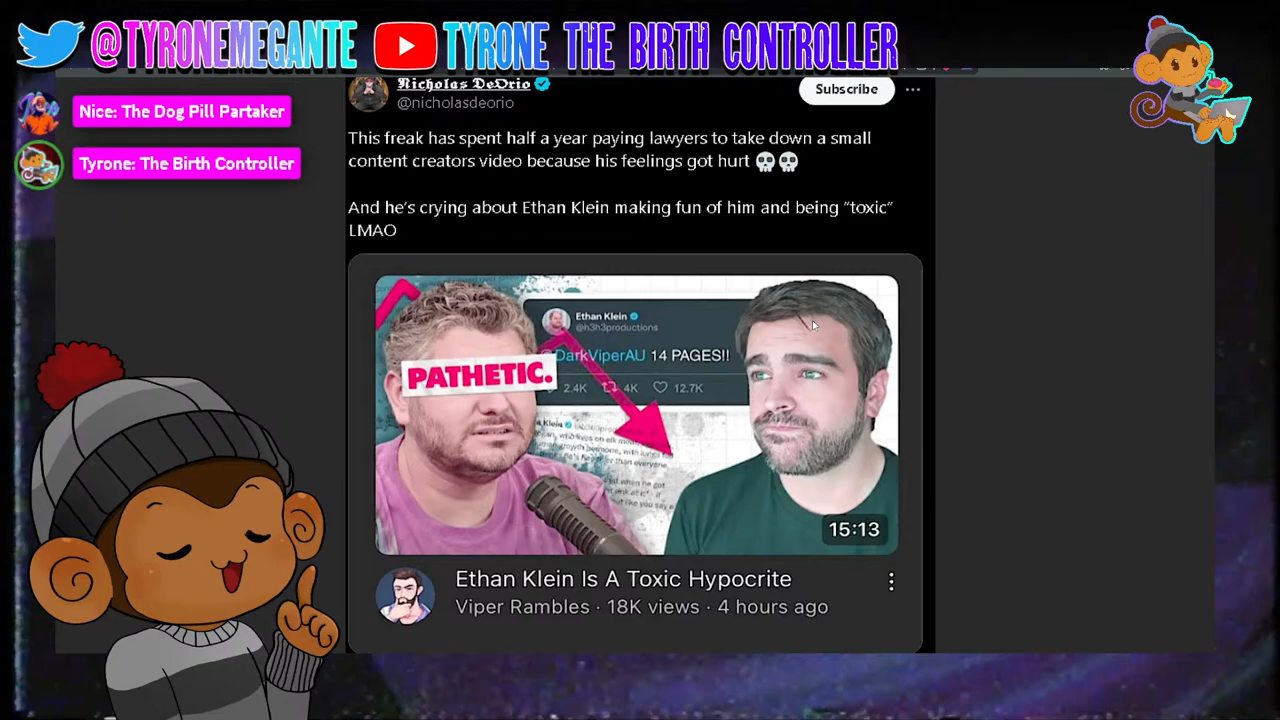 @TYRONEMEGANTE
TYRONE THE BIRTH CONTROLLER
Nice: The Dog Pill Partaker
Tyrone: The Birth Controller
𝕹𝖎𝖈𝖍𝖔𝖑𝖆𝖘 𝕯𝖊𝕺𝖗𝖎𝖔
@nicholasdeorio
Subscribe
This freak has spent half a year paying lawyers to take down a small
content creators video because his feelings got hurt 💀💀
And he's crying about Ethan Klein making fun of him and being "toxic"
LMAO
Ethan Klein
@h3h3productions
DarkViperAU 14 PAGES!!
2.4K 4K 12.7K
PATHETIC.
15:13
Ethan Klein Is A Toxic Hypocrite
Viper Rambles · 18K views · 4 hours ago